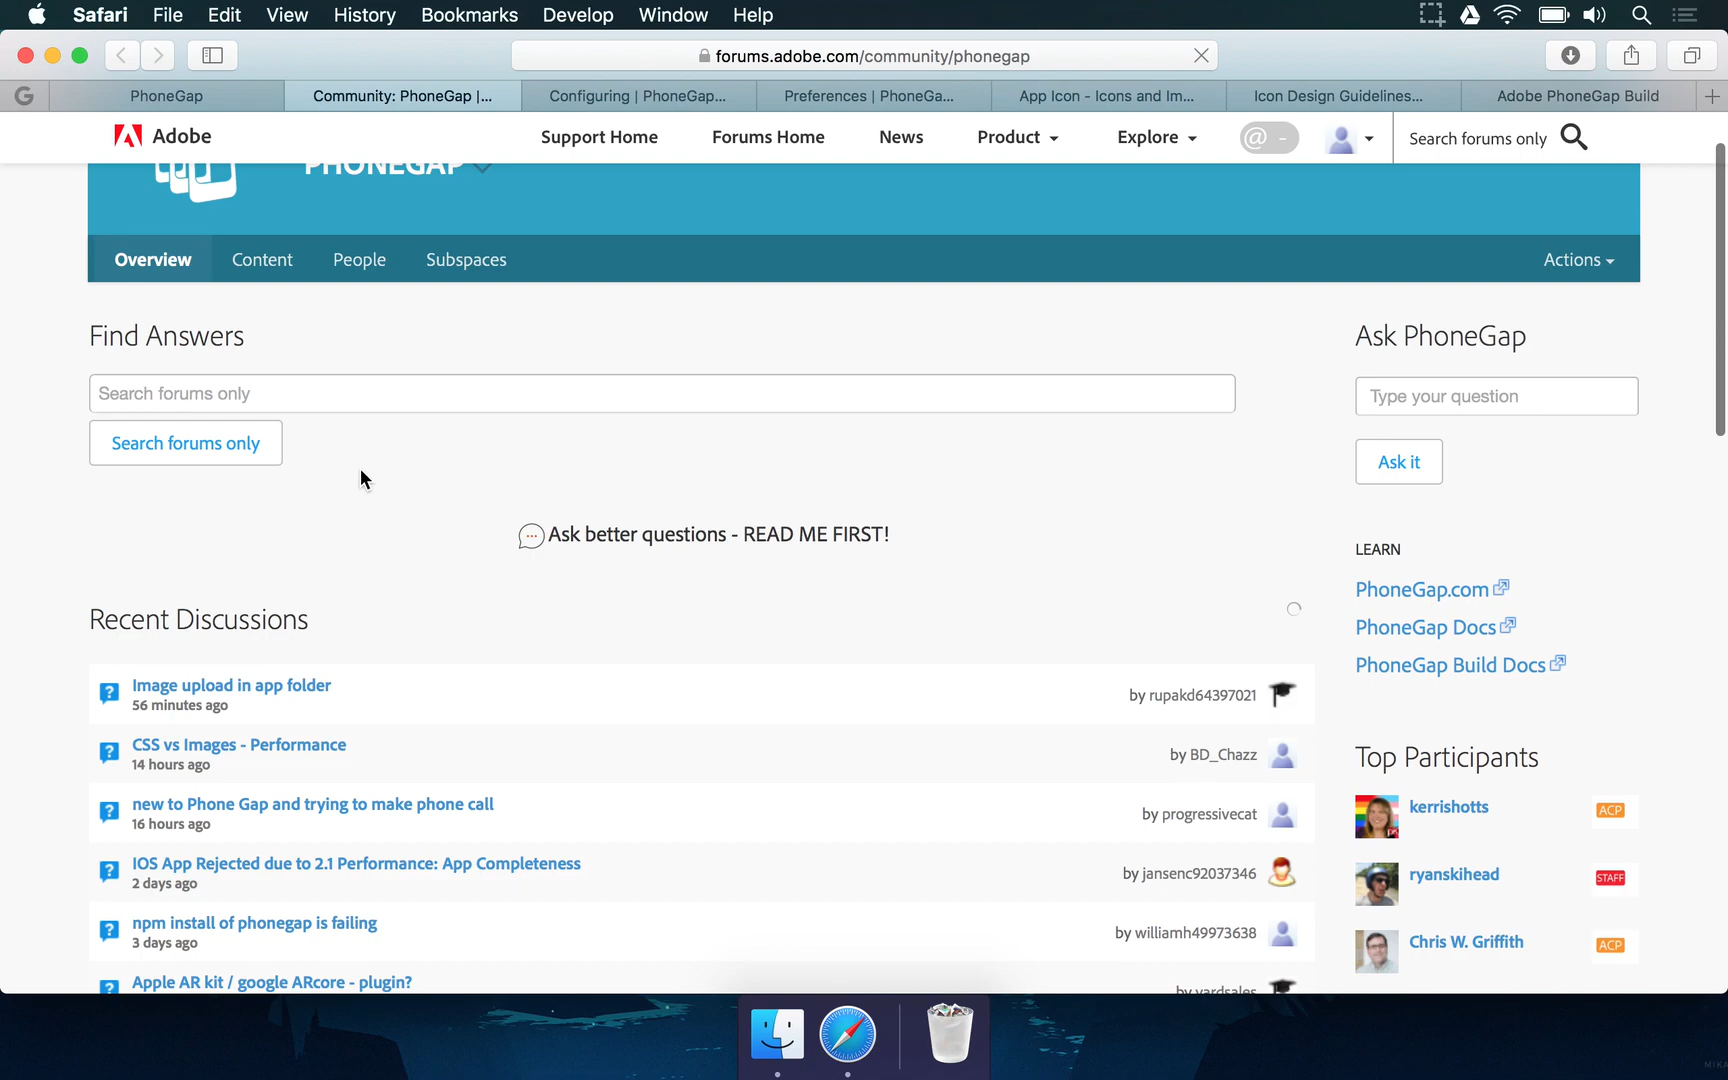 Safari File Edit View History Bookmarks Develop Window Help
forums.adobe.com/community/phonegap
PhoneGap Community: PhoneGap |... Configuring | PhoneGap... Preferences | PhoneGa... App Icon - Icons and Im... Icon Design Guidelines... Adobe PhoneGap Build
Adobe Support Home Forums Home News Product Explore @ - Search forums only
PHONEGAP
Overview Content People Subspaces Actions
Find Answers
Search forums only
Search forums only
Ask better questions - READ ME FIRST!
Recent Discussions
Image upload in app folder
56 minutes ago
by rupakd64397021
CSS vs Images - Performance
14 hours ago
by BD_Chazz
new to Phone Gap and trying to make phone call
16 hours ago
by progressivecat
IOS App Rejected due to 2.1 Performance: App Completeness
2 days ago
by jansenc92037346
npm install of phonegap is failing
3 days ago
by williamh49973638
Apple AR kit / google ARcore - plugin?
by yardsales
Ask PhoneGap
Type your question
Ask it
LEARN
PhoneGap.com
PhoneGap Docs
PhoneGap Build Docs
Top Participants
kerrishotts ACP
ryanskihead STAFF
Chris W. Griffith ACP